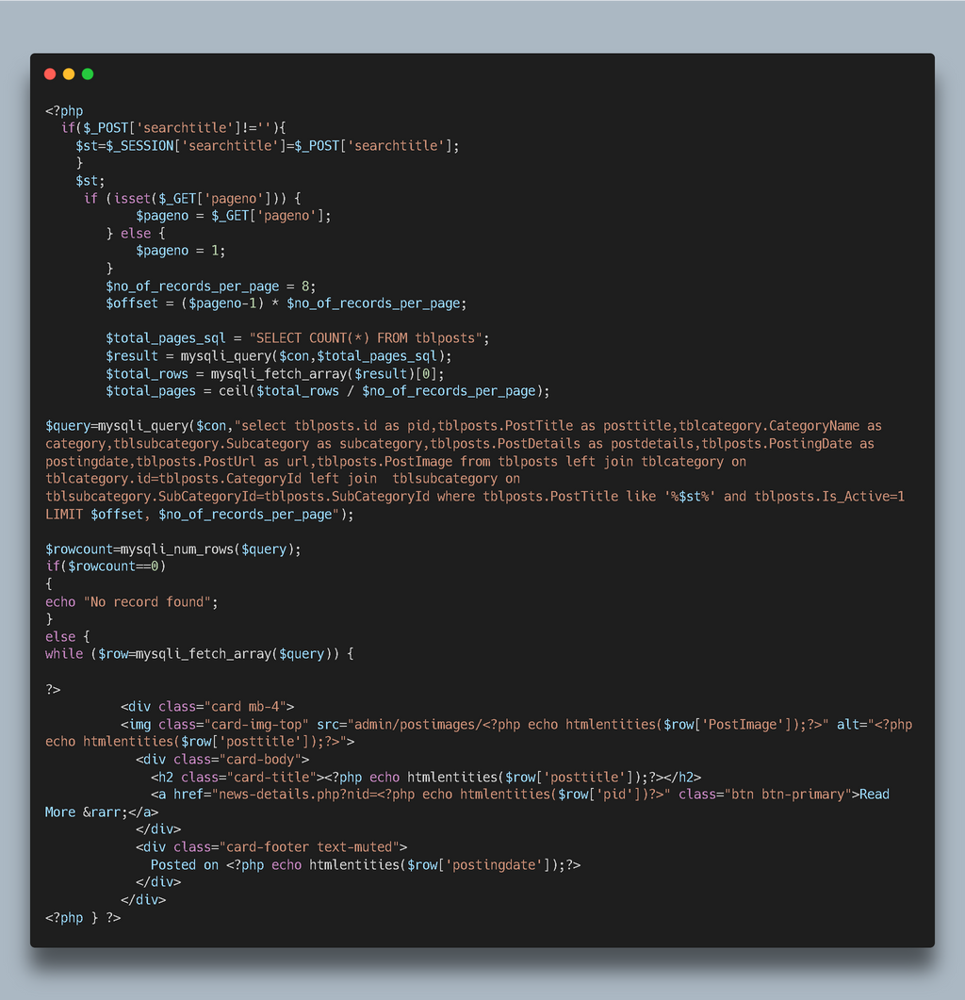 <?php
  if($_POST['searchtitle']!=''){
    $st=$_SESSION['searchtitle']=$_POST['searchtitle'];
    }
    $st;
     if (isset($_GET['pageno'])) {
            $pageno = $_GET['pageno'];
        } else {
            $pageno = 1;
        }
        $no_of_records_per_page = 8;
        $offset = ($pageno-1) * $no_of_records_per_page;

        $total_pages_sql = "SELECT COUNT(*) FROM tblposts";
        $result = mysqli_query($con,$total_pages_sql);
        $total_rows = mysqli_fetch_array($result)[0];
        $total_pages = ceil($total_rows / $no_of_records_per_page);

$query=mysqli_query($con,"select tblposts.id as pid,tblposts.PostTitle as posttitle,tblcategory.CategoryName as
category,tblsubcategory.Subcategory as subcategory,tblposts.PostDetails as postdetails,tblposts.PostingDate as
postingdate,tblposts.PostUrl as url,tblposts.PostImage from tblposts left join tblcategory on
tblcategory.id=tblposts.CategoryId left join  tblsubcategory on
tblsubcategory.SubCategoryId=tblposts.SubCategoryId where tblposts.PostTitle like '%$st%' and tblposts.Is_Active=1
LIMIT $offset, $no_of_records_per_page");

$rowcount=mysqli_num_rows($query);
if($rowcount==0)
{
echo "No record found";
}
else {
while ($row=mysqli_fetch_array($query)) {

?>
          <div class="card mb-4">
          <img class="card-img-top" src="admin/postimages/<?php echo htmlentities($row['PostImage']);?>" alt="<?php
echo htmlentities($row['posttitle']);?>">
            <div class="card-body">
              <h2 class="card-title"><?php echo htmlentities($row['posttitle']);?></h2>
              <a href="news-details.php?nid=<?php echo htmlentities($row['pid'])?>" class="btn btn-primary">Read
More &rarr;</a>
            </div>
            <div class="card-footer text-muted">
              Posted on <?php echo htmlentities($row['postingdate']);?>
            </div>
          </div>
<?php } ?>